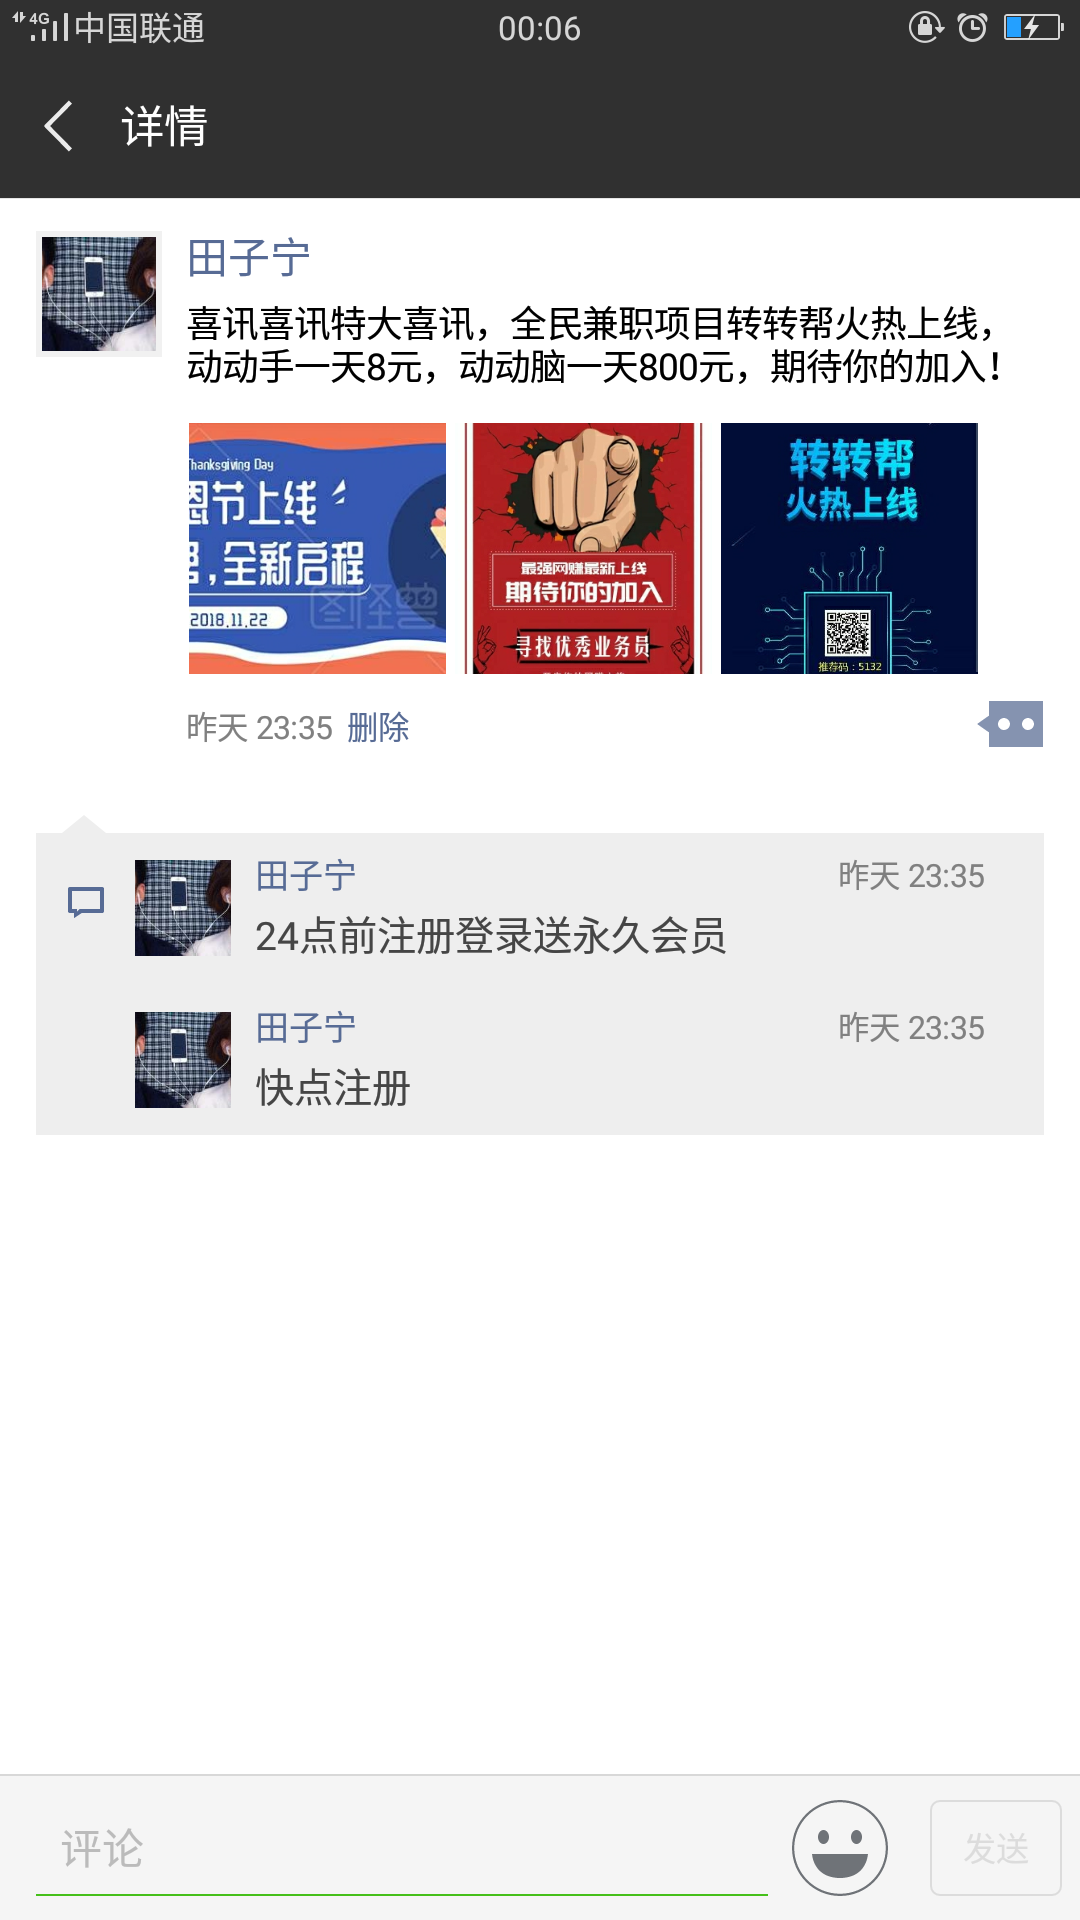 4G 中国联通 00:06
详情
田子宁
喜讯喜讯特大喜讯，全民兼职项目转转帮火热上线，
动动手一天8元，动动脑一天800元，期待你的加入！
Thanksgiving Day
恩节上线
,全新启程
2018.11.22
图怪兽
最强网赚最新上线
期待你的加入
寻找优秀业务员
转转帮
火热上线
推荐码：5132
昨天 23:35 删除
田子宁 昨天 23:35
24点前注册登录送永久会员
田子宁 昨天 23:35
快点注册
评论 发送